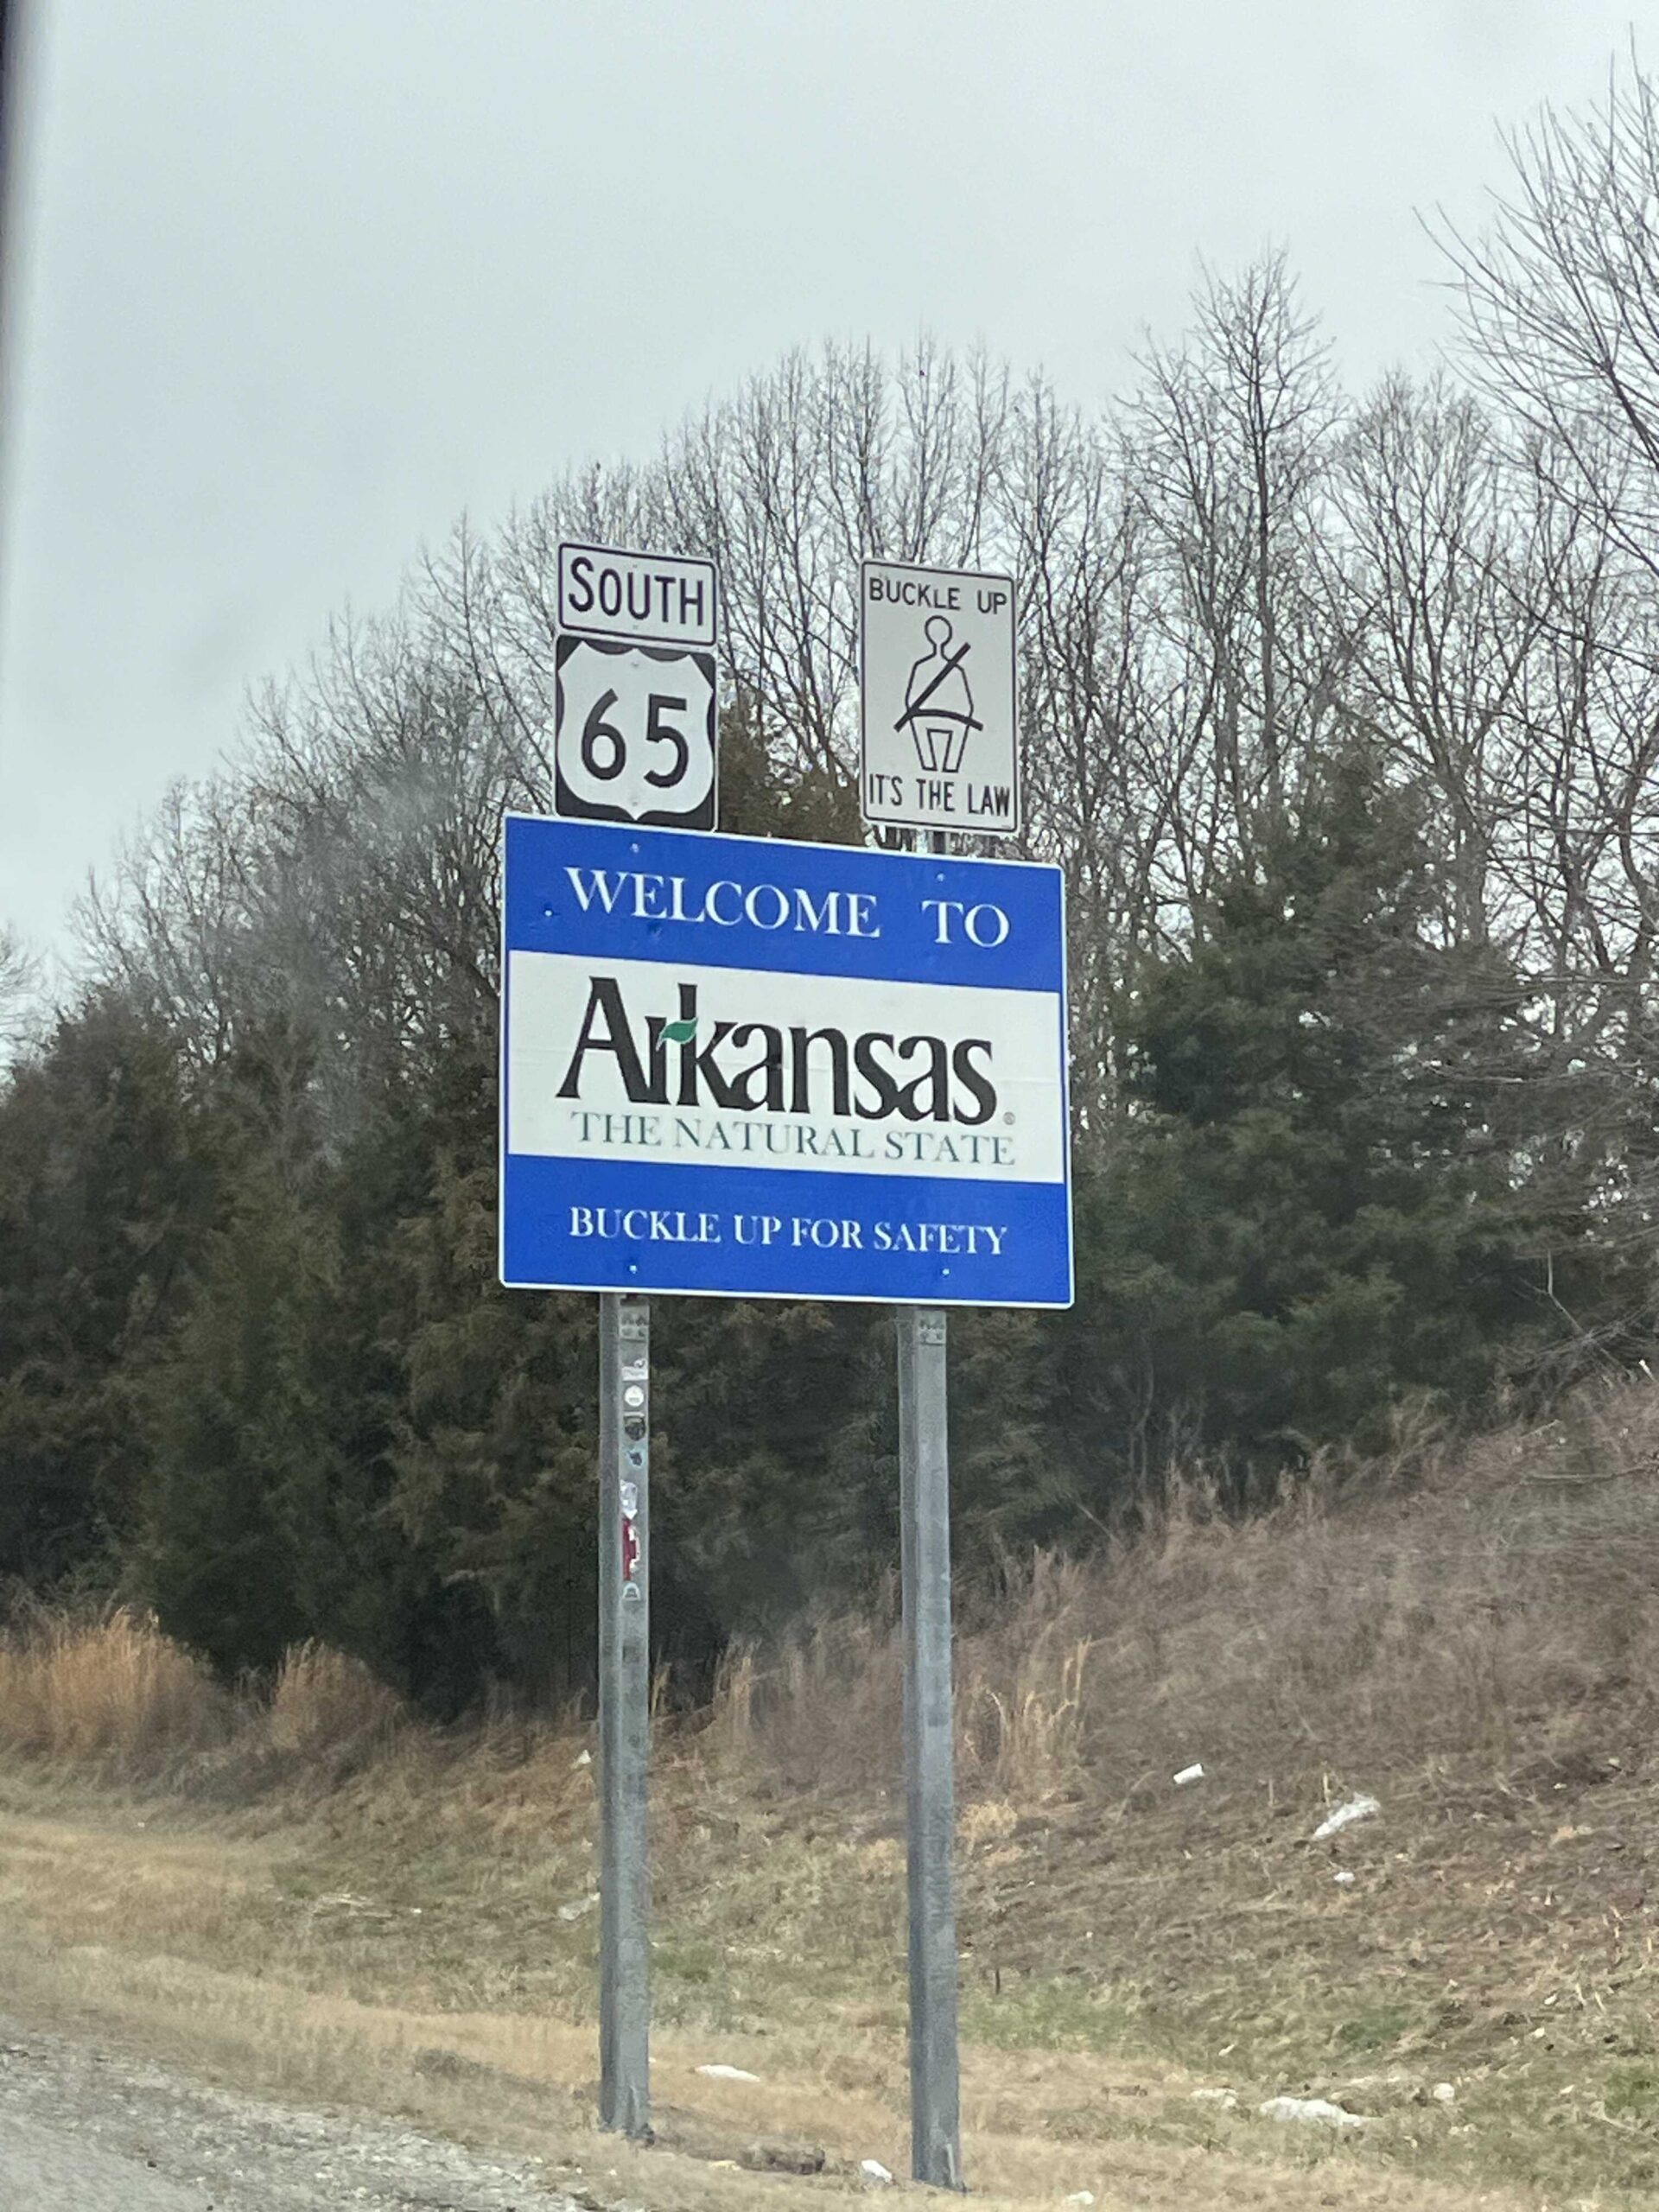 SOUTH
65
BUCKLE UP
IT'S THE LAW
WELCOME TO
Arkansas®
THE NATURAL STATE
BUCKLE UP FOR SAFETY